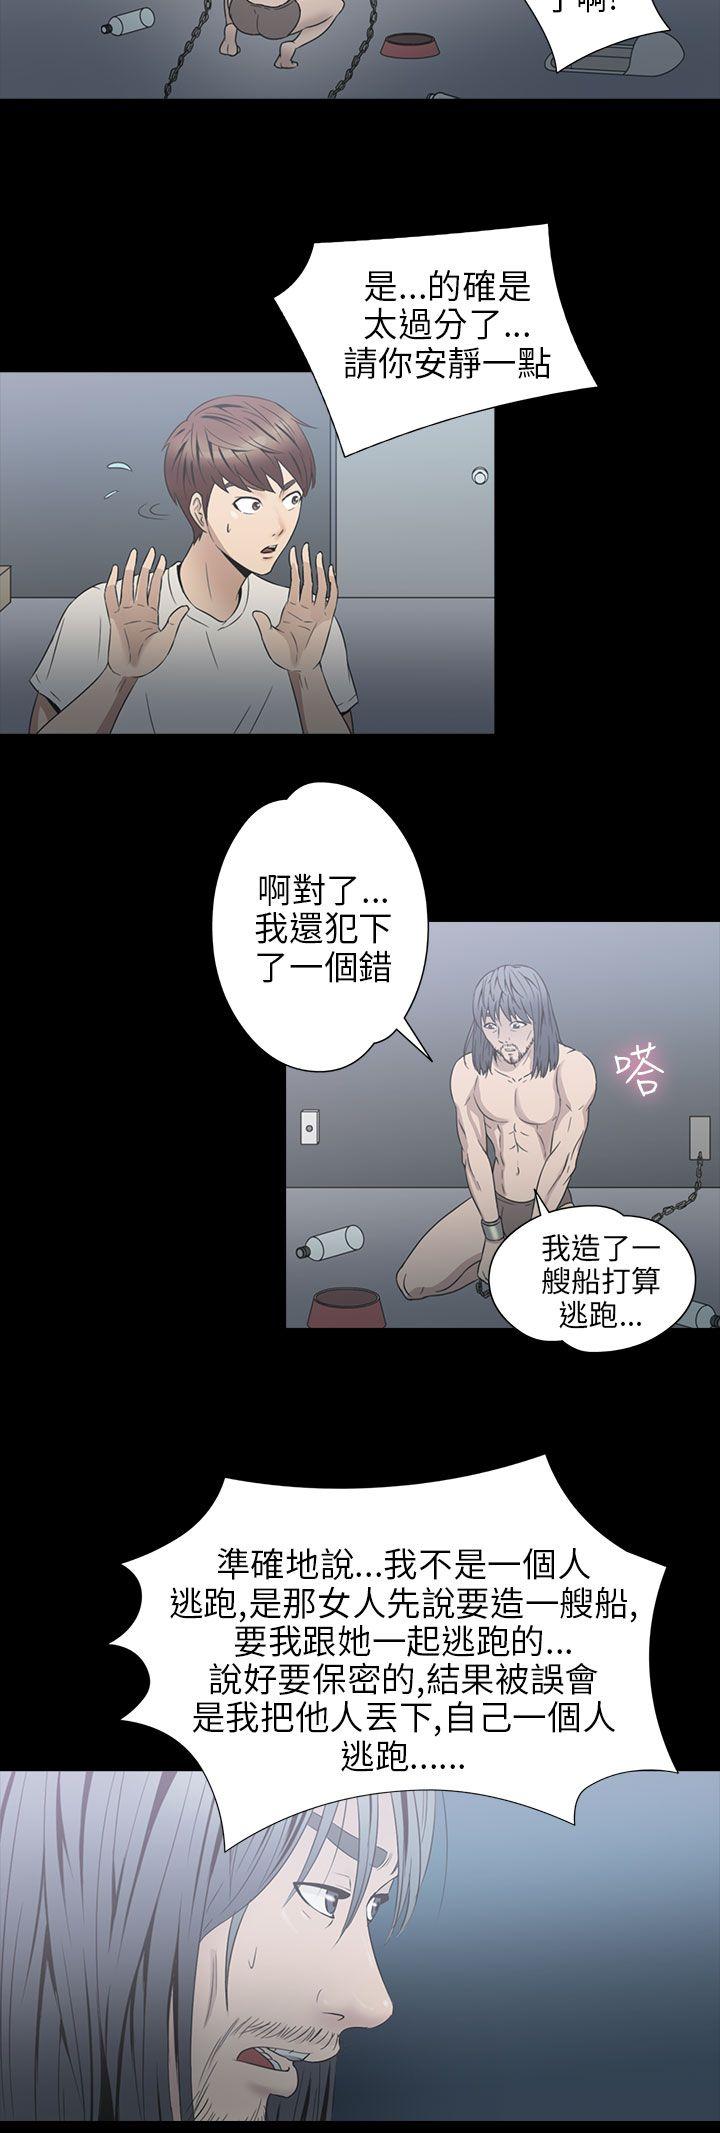 了啊!
是...的確是
太過分了...
請你安靜一點
啊對了...
我還犯下
了一個錯
嗒
我造了一
艘船打算
逃跑...
準確地說...我不是一個人
逃跑,是那女人先說要造一艘船,
要我跟她一起逃跑的...
說好要保密的,結果被誤會
是我把他人丟下,自己一個人
逃跑......